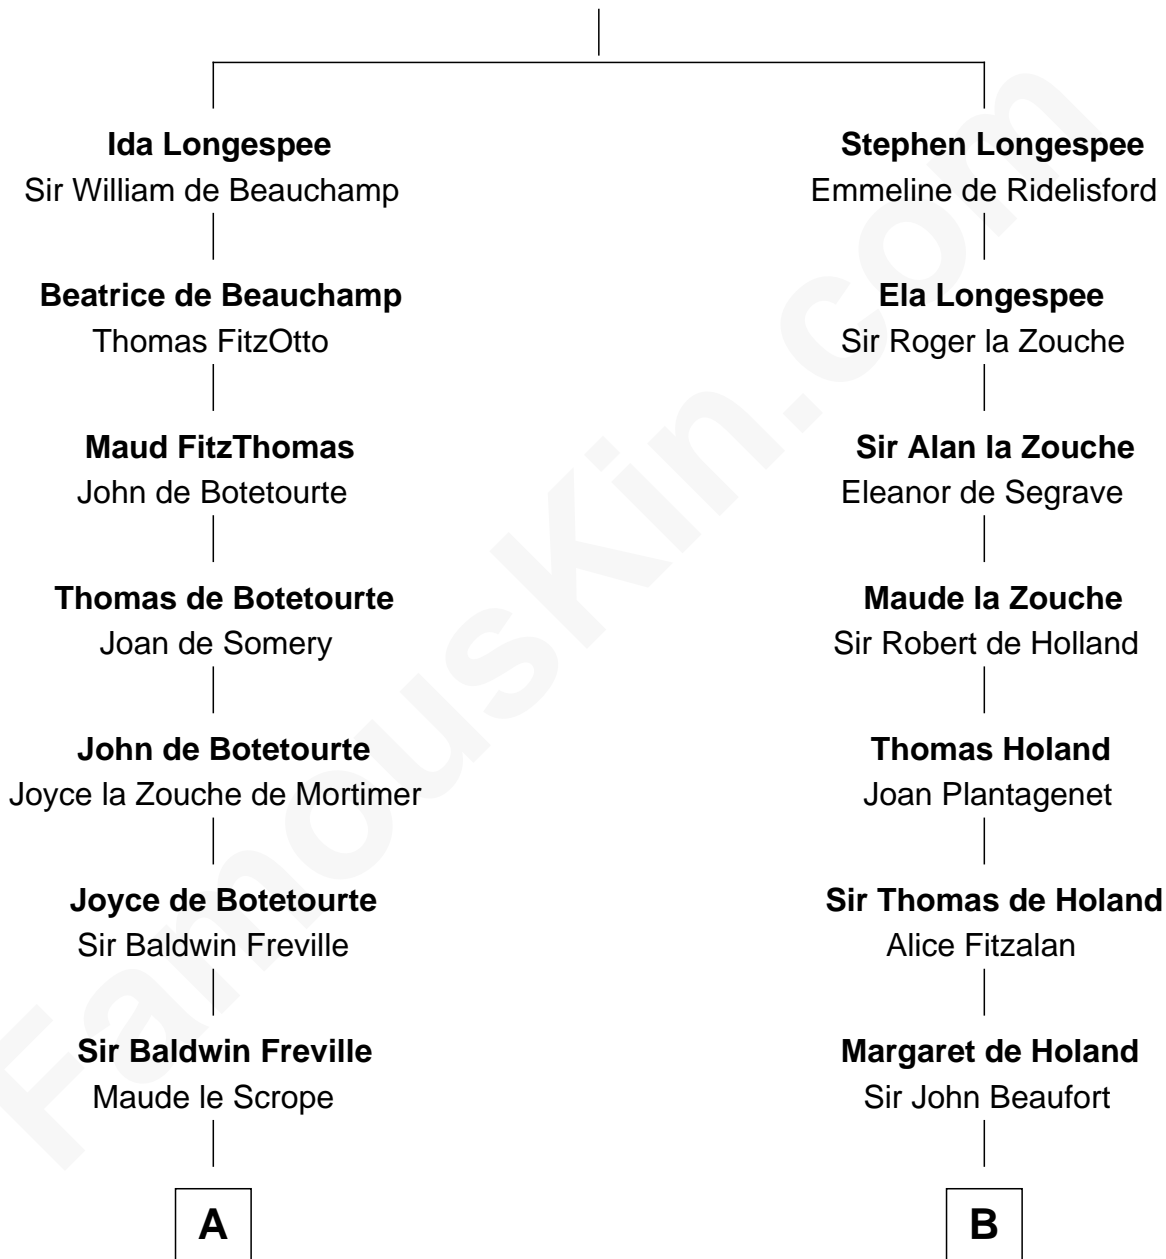 Ida Longespee
Sir William de Beauchamp
Beatrice de Beauchamp
Thomas FitzOtto
Maud FitzThomas
John de Botetourte
Thomas de Botetourte
Joan de Somery
John de Botetourte
Joyce la Zouche de Mortimer
Joyce de Botetourte
Sir Baldwin Freville
Sir Baldwin Freville
Maude le Scrope
A
Stephen Longespee
Emmeline de Ridelisford
Ela Longespee
Sir Roger la Zouche
Sir Alan la Zouche
Eleanor de Segrave
Maude la Zouche
Sir Robert de Holland
Thomas Holand
Joan Plantagenet
Sir Thomas de Holand
Alice Fitzalan
Margaret de Holand
Sir John Beaufort
B
FamousKin.com